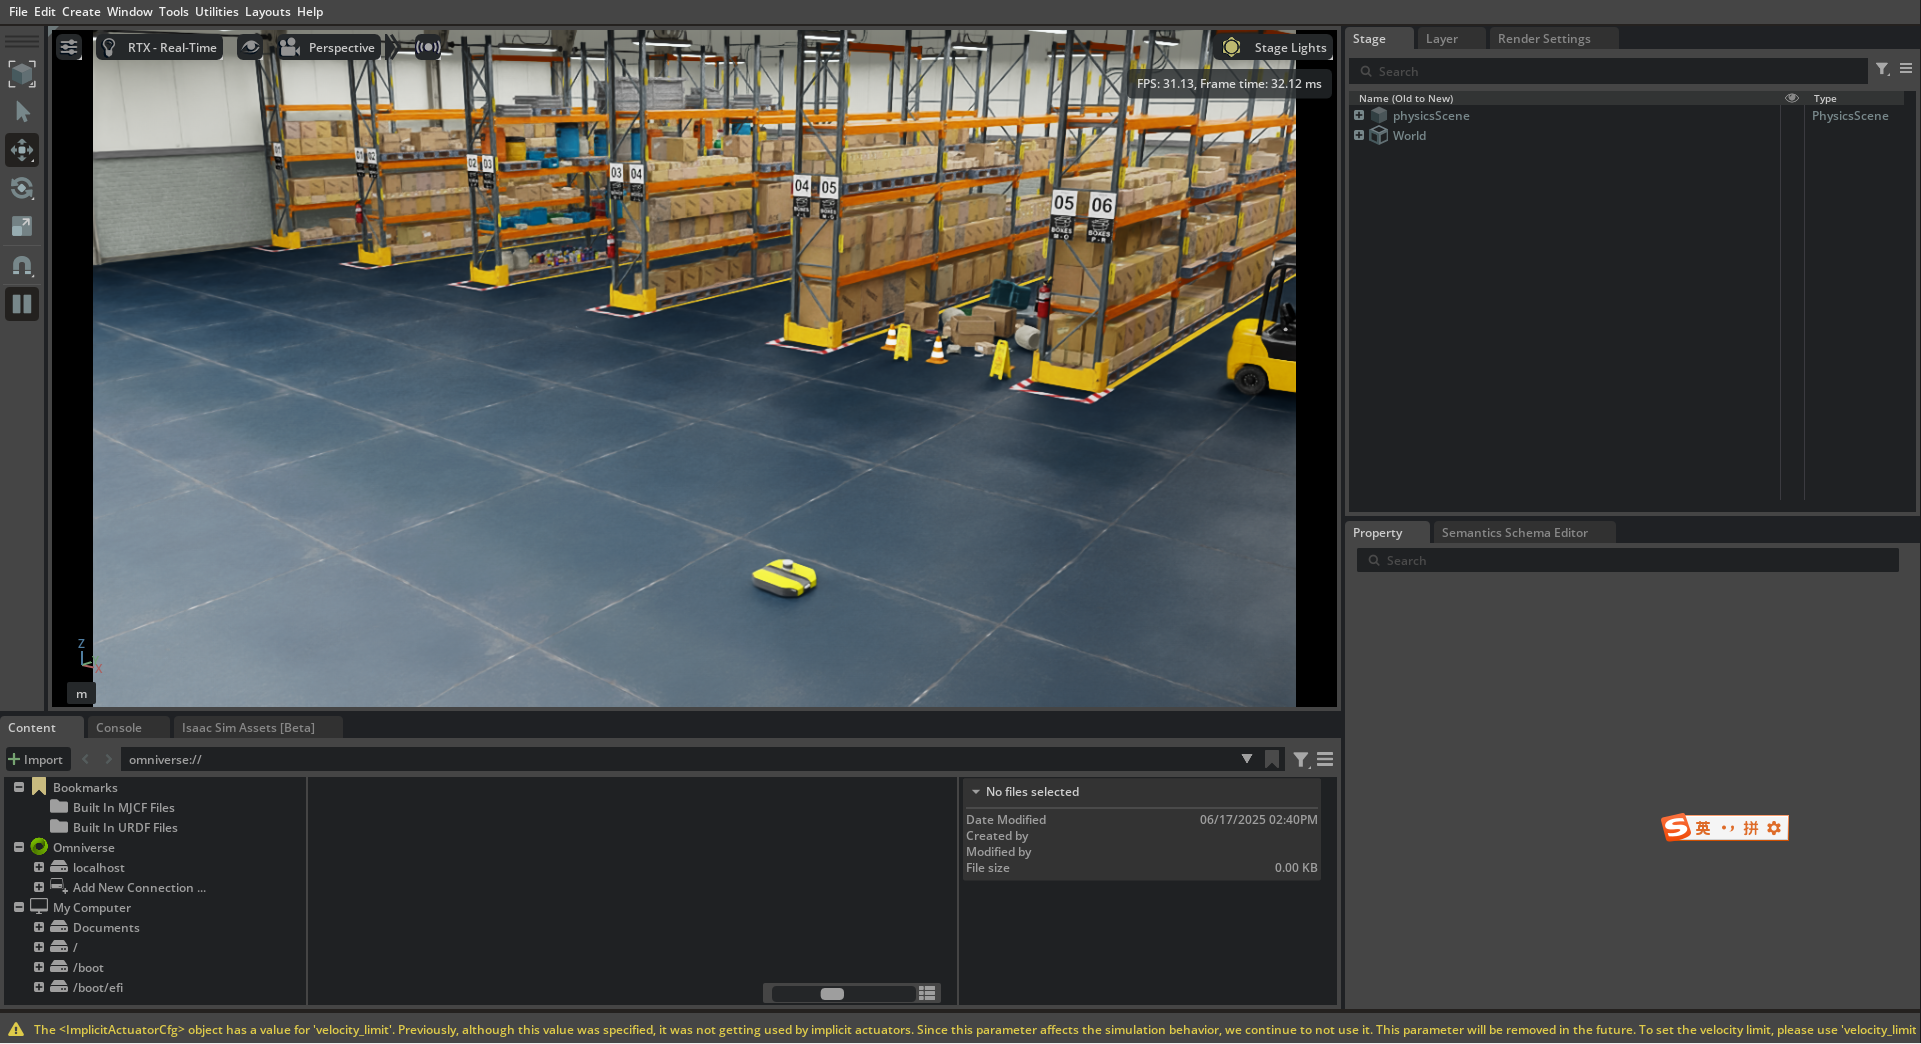 File Edit Create Window Tools Utilities Layouts Help
RTX - Real-Time
Perspective
Stage Lights
FPS: 31.13, Frame time: 32.12 ms
01
01 02
02 03
03 04
04 05
05 06
BOXES
M - O
BOXES
P - R
Z
X
m
Stage
Layer
Render Settings
Search
Name (Old to New)
Type
physicsScene
PhysicsScene
World
Property
Semantics Schema Editor
Search
英 拼
Content
Console
Isaac Sim Assets [Beta]
Import
omniverse://
Bookmarks
Built In MJCF Files
Built In URDF Files
Omniverse
localhost
Add New Connection ...
My Computer
Documents
/
/boot
/boot/efi
No files selected
Date Modified 06/17/2025 02:40PM
Created by
Modified by
File size 0.00 KB
The <ImplicitActuatorCfg> object has a value for 'velocity_limit'. Previously, although this value was specified, it was not getting used by implicit actuators. Since this parameter affects the simulation behavior, we continue to not use it. This parameter will be removed in the future. To set the velocity limit, please use 'velocity_limit